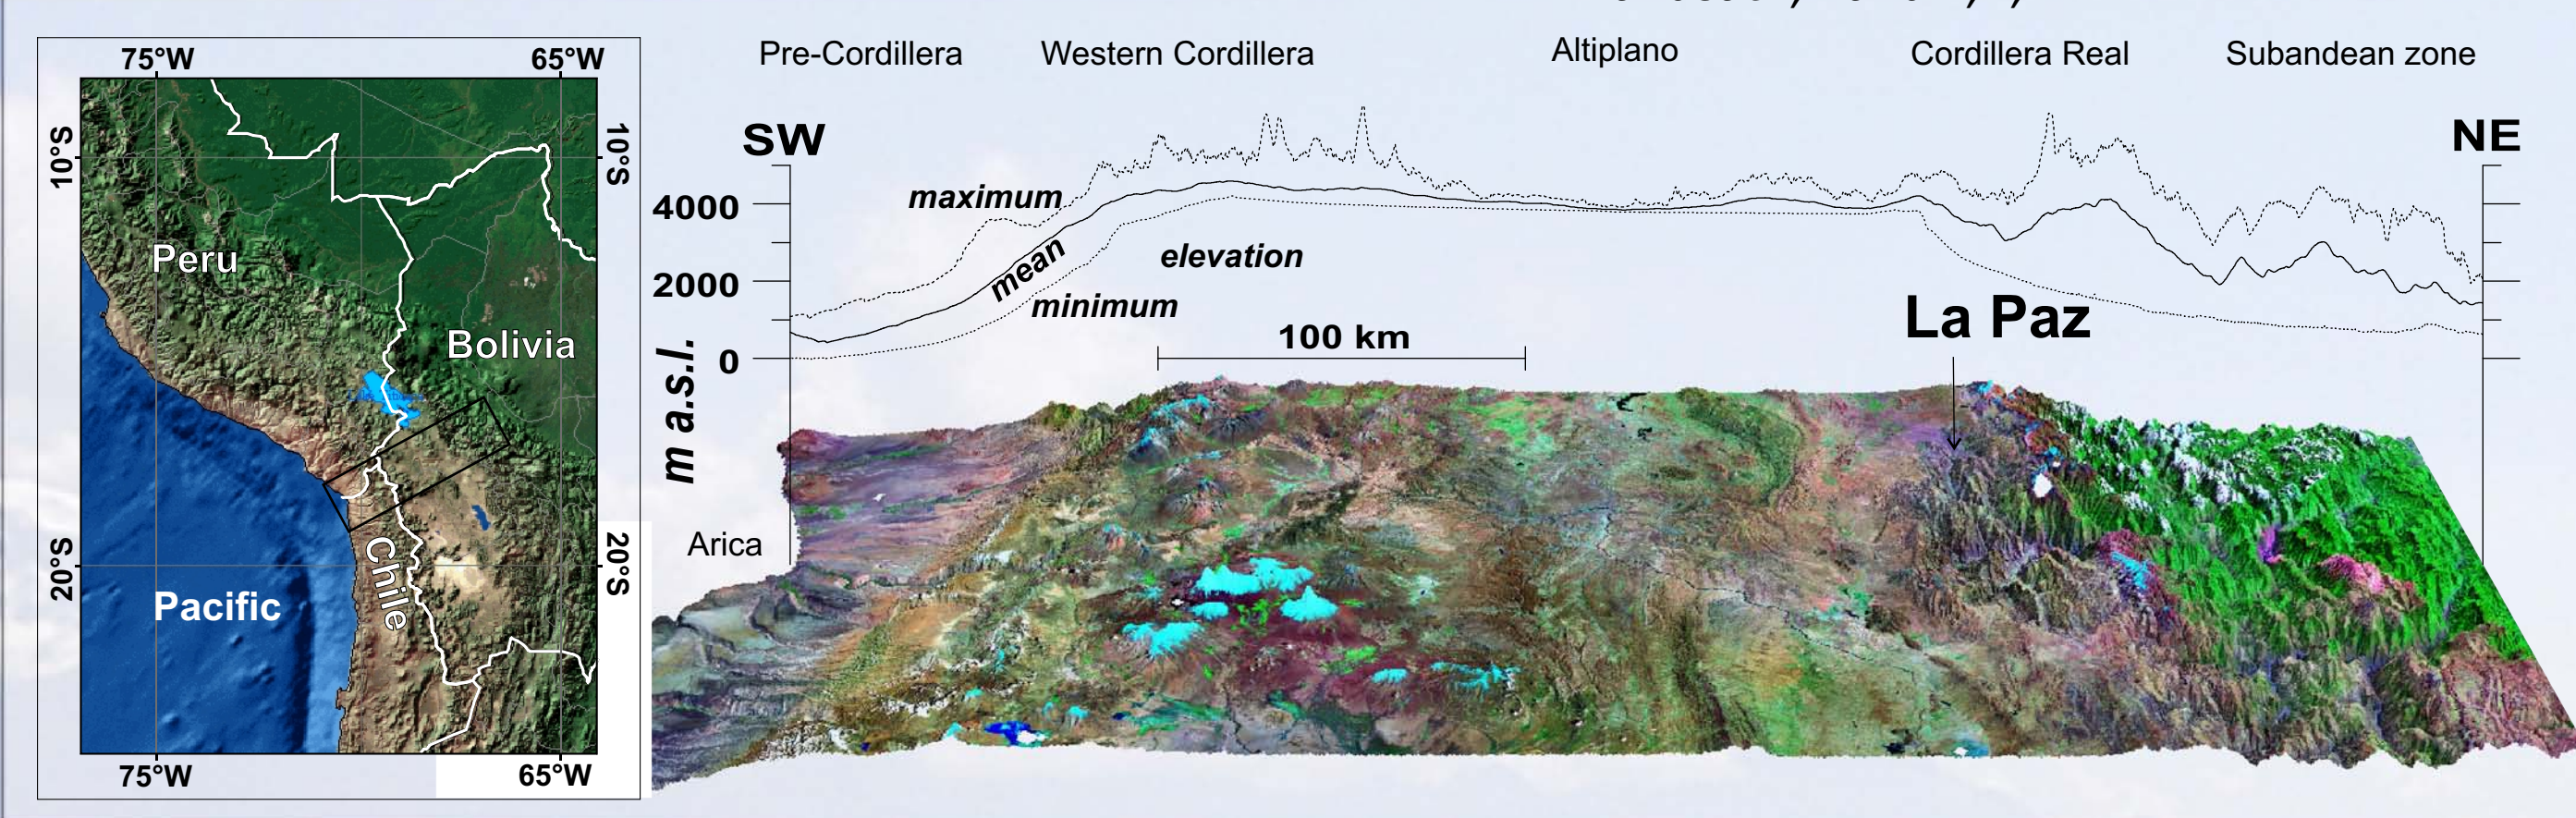 75°W
65°W
10°S
10°S
Peru
Bolivia
20°S
20°S
Pacific
Chile
75°W
65°W
Pre-Cordillera
Western Cordillera
Altiplano
Cordillera Real
Subandean zone
SW
NE
maximum
mean
elevation
minimum
4000
2000
0
m a.s.l.
100 km
La Paz
Arica